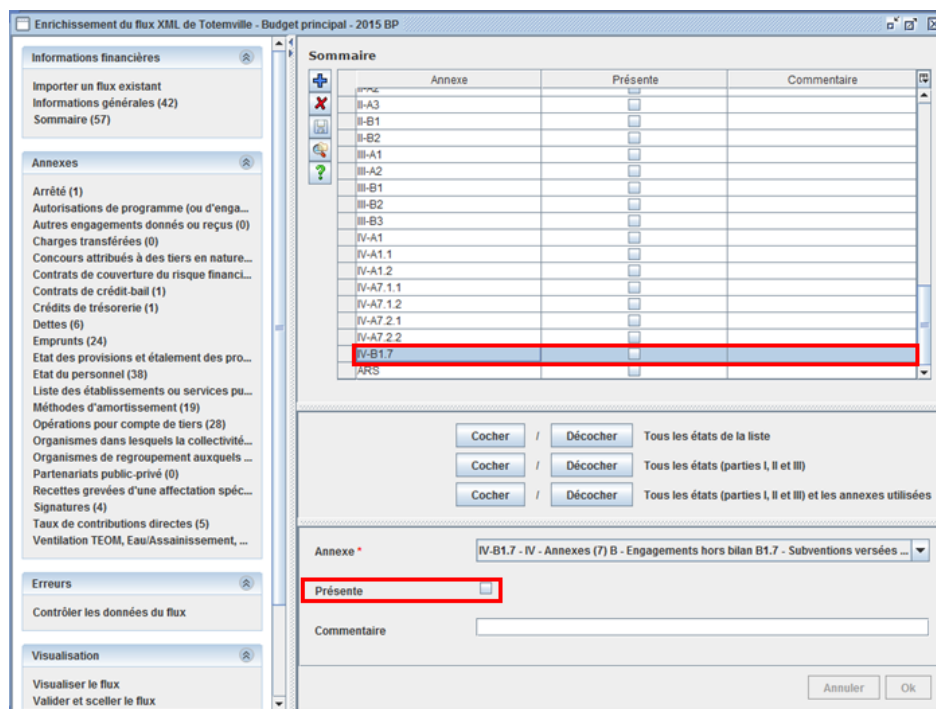 Enrichissement du flux XML de Totemville - Budget principal - 2015 BP
Informations financières
Importer un flux existant
Informations générales (42)
Sommaire (57)
Annexes
Arrêté (1)
Autorisations de programme (ou d'enga...
Autres engagements donnés ou reçus (0)
Charges transférées (0)
Concours attribués à des tiers en nature...
Contrats de couverture du risque financi...
Contrats de crédit-bail (1)
Crédits de trésorerie (1)
Dettes (6)
Emprunts (24)
Etat des provisions et étalement des pro...
Etat du personnel (38)
Liste des établissements ou services pu...
Méthodes d'amortissement (19)
Opérations pour compte de tiers (28)
Organismes dans lesquels la collectivité...
Organismes de regroupement auxquels ...
Partenariats public-privé (0)
Recettes grevées d'une affectation spéc...
Signatures (4)
Taux de contributions directes (5)
Ventilation TEOM, Eau/Assainissement, ...
Erreurs
Contrôler les données du flux
Visualisation
Visualiser le flux
Valider et sceller le flux
Sommaire
Annexe Présente Commentaire
II-A2
II-A3
II-B1
II-B2
III-A1
III-A2
III-B1
III-B2
III-B3
IV-A1
IV-A1.1
IV-A1.2
IV-A7.1.1
IV-A7.1.2
IV-A7.2.1
IV-A7.2.2
IV-B1.7
ARS
Cocher / Décocher Tous les états de la liste
Cocher / Décocher Tous les états (parties I, II et III)
Cocher / Décocher Tous les états (parties I, II et III) et les annexes utilisées
Annexe * IV-B1.7 - IV - Annexes (7) B - Engagements hors bilan B1.7 - Subventions versées ...
Présente
Commentaire
Annuler Ok